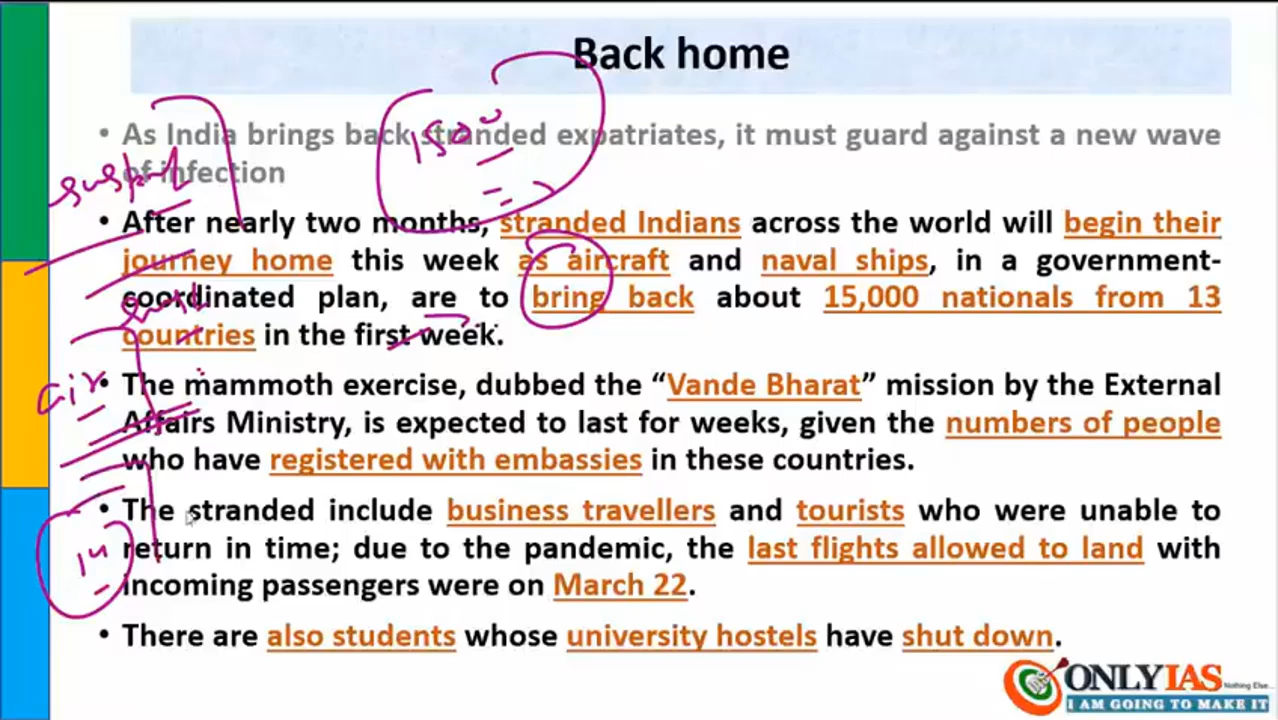 Back home
• As India brings back stranded expatriates, it must guard against a new wave
of infection
• After nearly two months, stranded Indians across the world will begin their
journey home this week as aircraft and naval ships, in a government-
coordinated plan, are to bring back about 15,000 nationals from 13
countries in the first week.
• The mammoth exercise, dubbed the “Vande Bharat” mission by the External
Affairs Ministry, is expected to last for weeks, given the numbers of people
who have registered with embassies in these countries.
• The stranded include business travellers and tourists who were unable to
return in time; due to the pandemic, the last flights allowed to land with
incoming passengers were on March 22.
• There are also students whose university hostels have shut down.
1500
air
14
ONLYIAS
Nothing Else...
I AM GOING TO MAKE IT